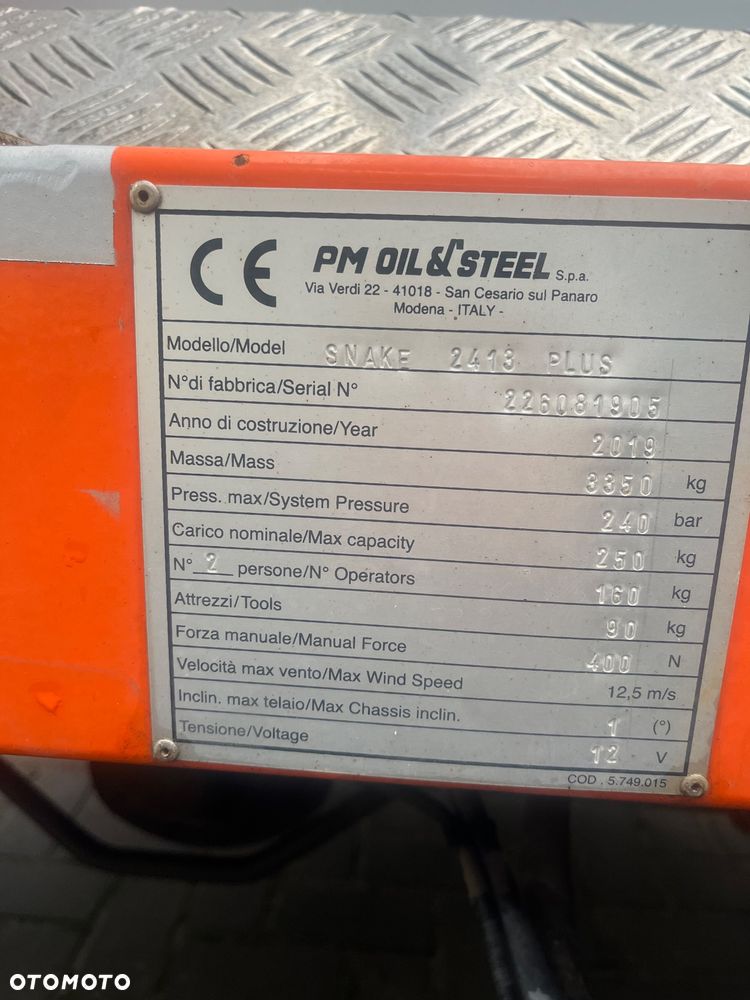 CE PM OIL & STEEL S.p.a.
Via Verdi 22 - 41018 - San Cesario sul Panaro
Modena - ITALY -
Modello/Model SNAKE 2413 PLUS
N°di fabbrica/Serial N° 226081905
Anno di costruzione/Year 2019
Massa/Mass 3350 kg
Press. max/System Pressure 240 bar
Carico nominale/Max capacity 250 kg
N° 2 persone/N° Operators 160 kg
Attrezzi/Tools 90 kg
Forza manuale/Manual Force 400 N
Velocità max vento/Max Wind Speed 12,5 m/s
Inclin. max telaio/Max Chassis inclin. 1 (°)
Tensione/Voltage 12 V
COD . 5.749.015
OTOMOTO